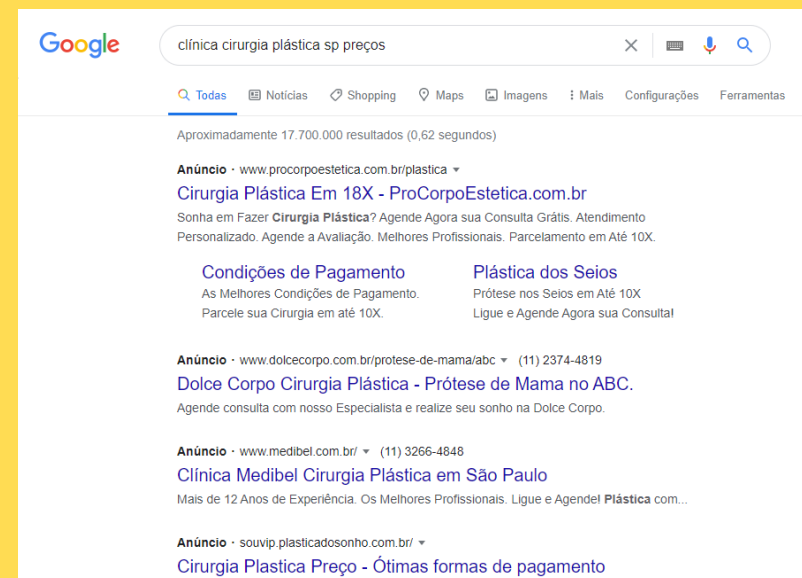 Google
clínica cirurgia plástica sp preços
Todas Notícias Shopping Maps Imagens Mais Configurações Ferramentas
Aproximadamente 17.700.000 resultados (0,62 segundos)
Anúncio · www.procorpoestetica.com.br/plastica
Cirurgia Plástica Em 18X - ProCorpoEstetica.com.br
Sonha em Fazer Cirurgia Plástica? Agende Agora sua Consulta Grátis. Atendimento
Personalizado. Agende a Avaliação. Melhores Profissionais. Parcelamento em Até 10X.
Condições de Pagamento
As Melhores Condições de Pagamento.
Parcele sua Cirurgia em até 10X.
Plástica dos Seios
Prótese nos Seios em Até 10X
Ligue e Agende Agora sua Consulta!
Anúncio · www.dolcecorpo.com.br/protese-de-mama/abc (11) 2374-4819
Dolce Corpo Cirurgia Plástica - Prótese de Mama no ABC.
Agende consulta com nosso Especialista e realize seu sonho na Dolce Corpo.
Anúncio · www.medibel.com.br/ (11) 3266-4848
Clínica Medibel Cirurgia Plástica em São Paulo
Mais de 12 Anos de Experiência. Os Melhores Profissionais. Ligue e Agende! Plástica com...
Anúncio · souvip.plasticadosonho.com.br/
Cirurgia Plastica Preço - Ótimas formas de pagamento